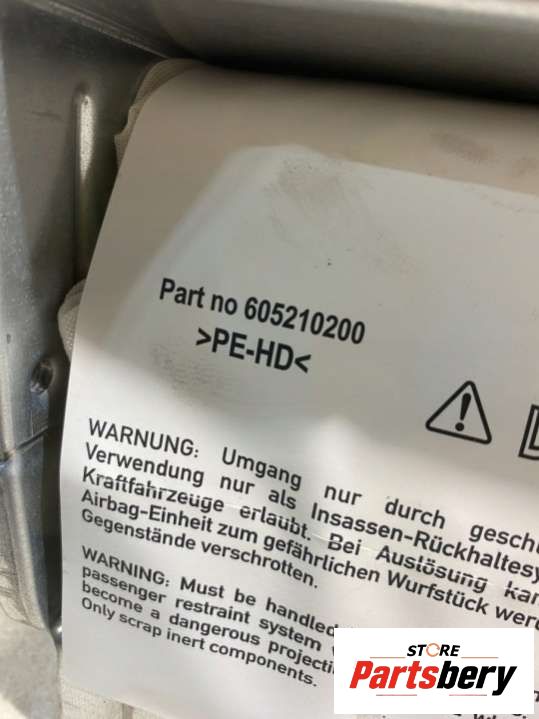 Part no 605210200
>PE-HD<
WARNUNG: Umgang nur durch
Verwendung nur als Insassen-
Kraftfahrzeuge erlaubt. Bei Auslösung
Airbag-Einheit zum gefährlichen Wurfstück
Gegenstände verschrotten.
WARNING: Must be handled
passenger restraint system
become a dangerous
Only scrap inert components.
STORE
Partsbery